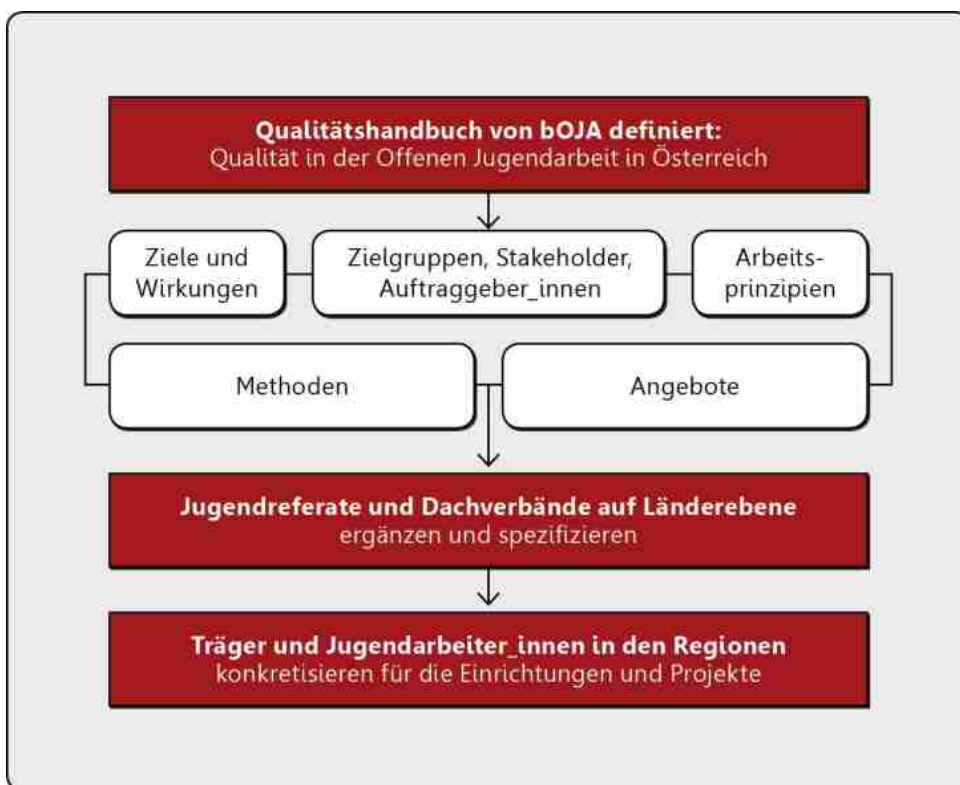 Qualitätshandbuch von bOJA definiert:
Qualität in der Offenen Jugendarbeit in Österreich
Ziele und
Wirkungen
Zielgruppen, Stakeholder,
Auftraggeber_innen
Arbeits-
prinzipien
Methoden
Angebote
Jugendreferate und Dachverbände auf Länderebene
ergänzen und spezifizieren
Träger und Jugendarbeiter_innen in den Regionen
konkretisieren für die Einrichtungen und Projekte